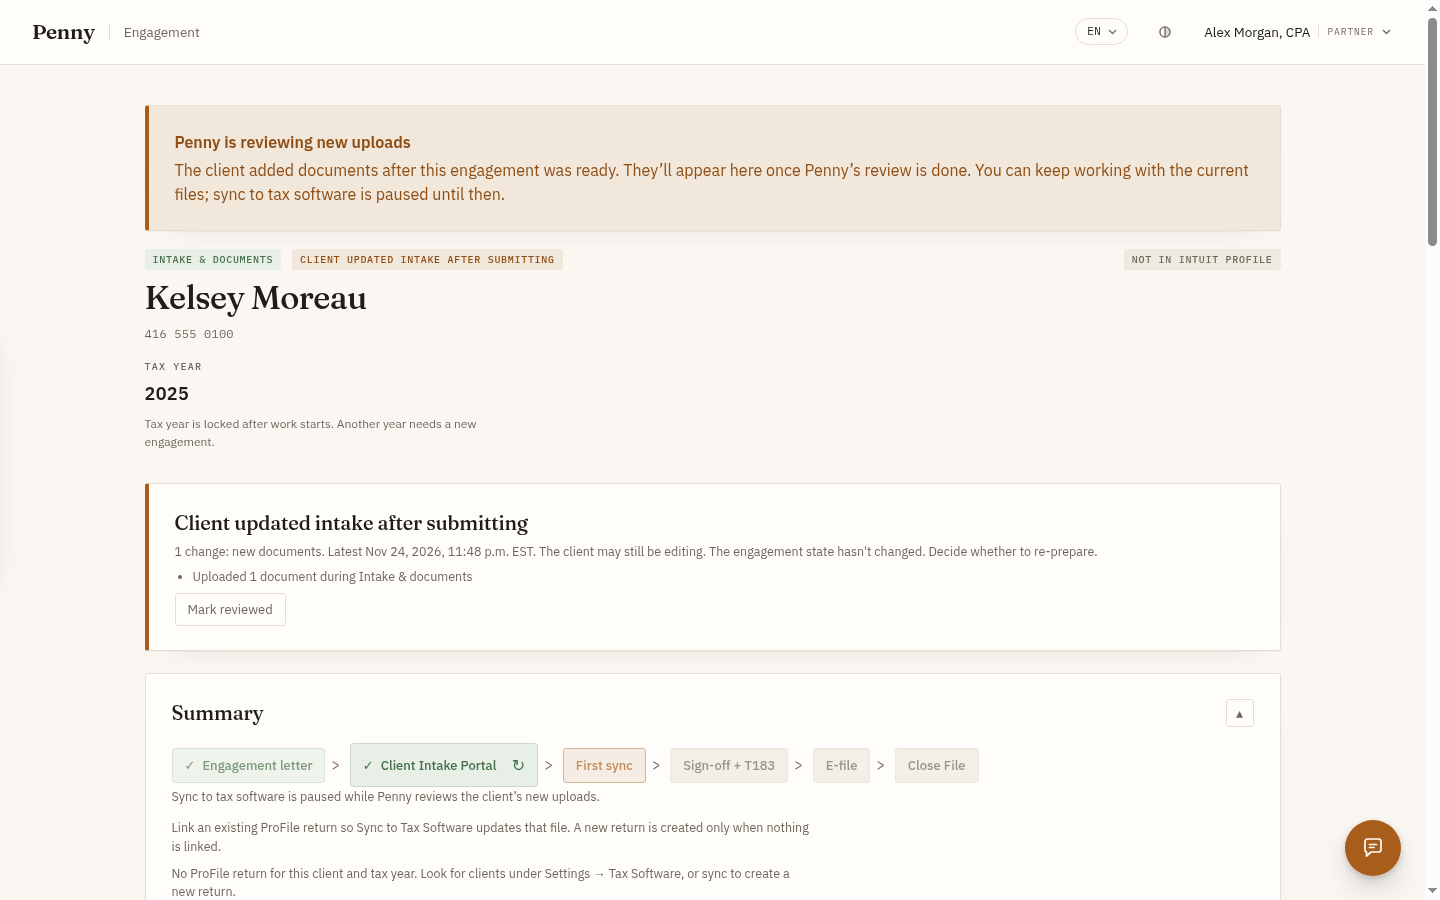 Penny
Engagement
EN
Alex Morgan, CPA
PARTNER
Penny is reviewing new uploads
The client added documents after this engagement was ready. They’ll appear here once Penny’s review is done. You can keep working with the current
files; sync to tax software is paused until then.
INTAKE & DOCUMENTS
CLIENT UPDATED INTAKE AFTER SUBMITTING
NOT IN INTUIT PROFILE
Kelsey Moreau
416 555 0100
TAX YEAR
2025
Tax year is locked after work starts. Another year needs a new
engagement.
Client updated intake after submitting
1 change: new documents. Latest Nov 24, 2026, 11:48 p.m. EST. The client may still be editing. The engagement state hasn't changed. Decide whether to re-prepare.
• Uploaded 1 document during Intake & documents
Mark reviewed
Summary
✓ Engagement letter > ✓ Client Intake Portal ↻ > First sync > Sign-off + T183 > E-file > Close File
Sync to tax software is paused while Penny reviews the client’s new uploads.
Link an existing ProFile return so Sync to Tax Software updates that file. A new return is created only when nothing
is linked.
No ProFile return for this client and tax year. Look for clients under Settings → Tax Software, or sync to create a
new return.